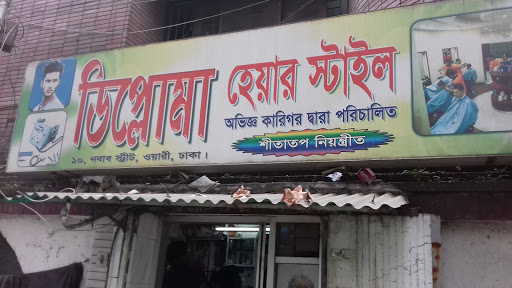 ডিপ্লোমা হেয়ার স্টাইল
অভিজ্ঞ কারিগর দ্বারা পরিচালিত
শীতাতপ নিয়ন্ত্রীত
১০, নবাব স্ট্রীট, ওয়ারী, ঢাকা।